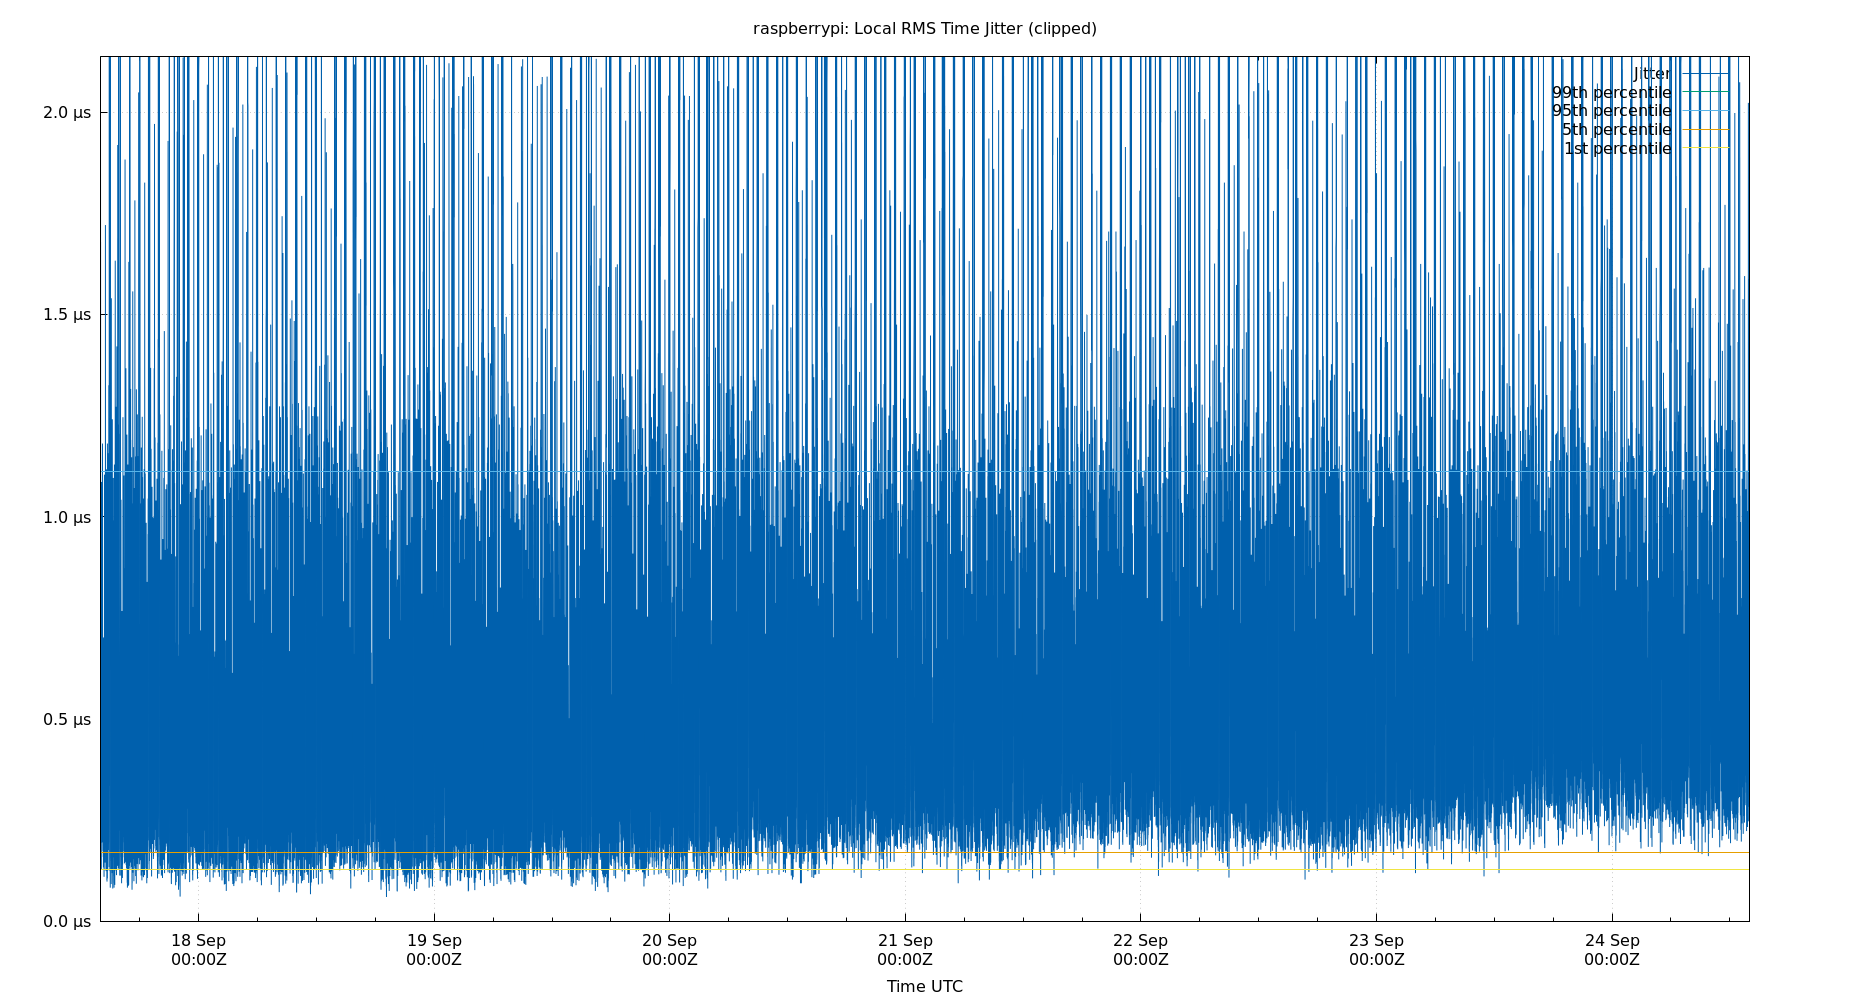 raspberrypi: Local RMS Time Jitter (clipped)
Jitter
99th percentile
95th percentile
5th percentile
1st percentile
2.0 µs
1.5 µs
1.0 µs
0.5 µs
0.0 µs
18 Sep 19 Sep 20 Sep 21 Sep 22 Sep 23 Sep 24 Sep
00:00Z 00:00Z 00:00Z 00:00Z 00:00Z 00:00Z 00:00Z
Time UTC